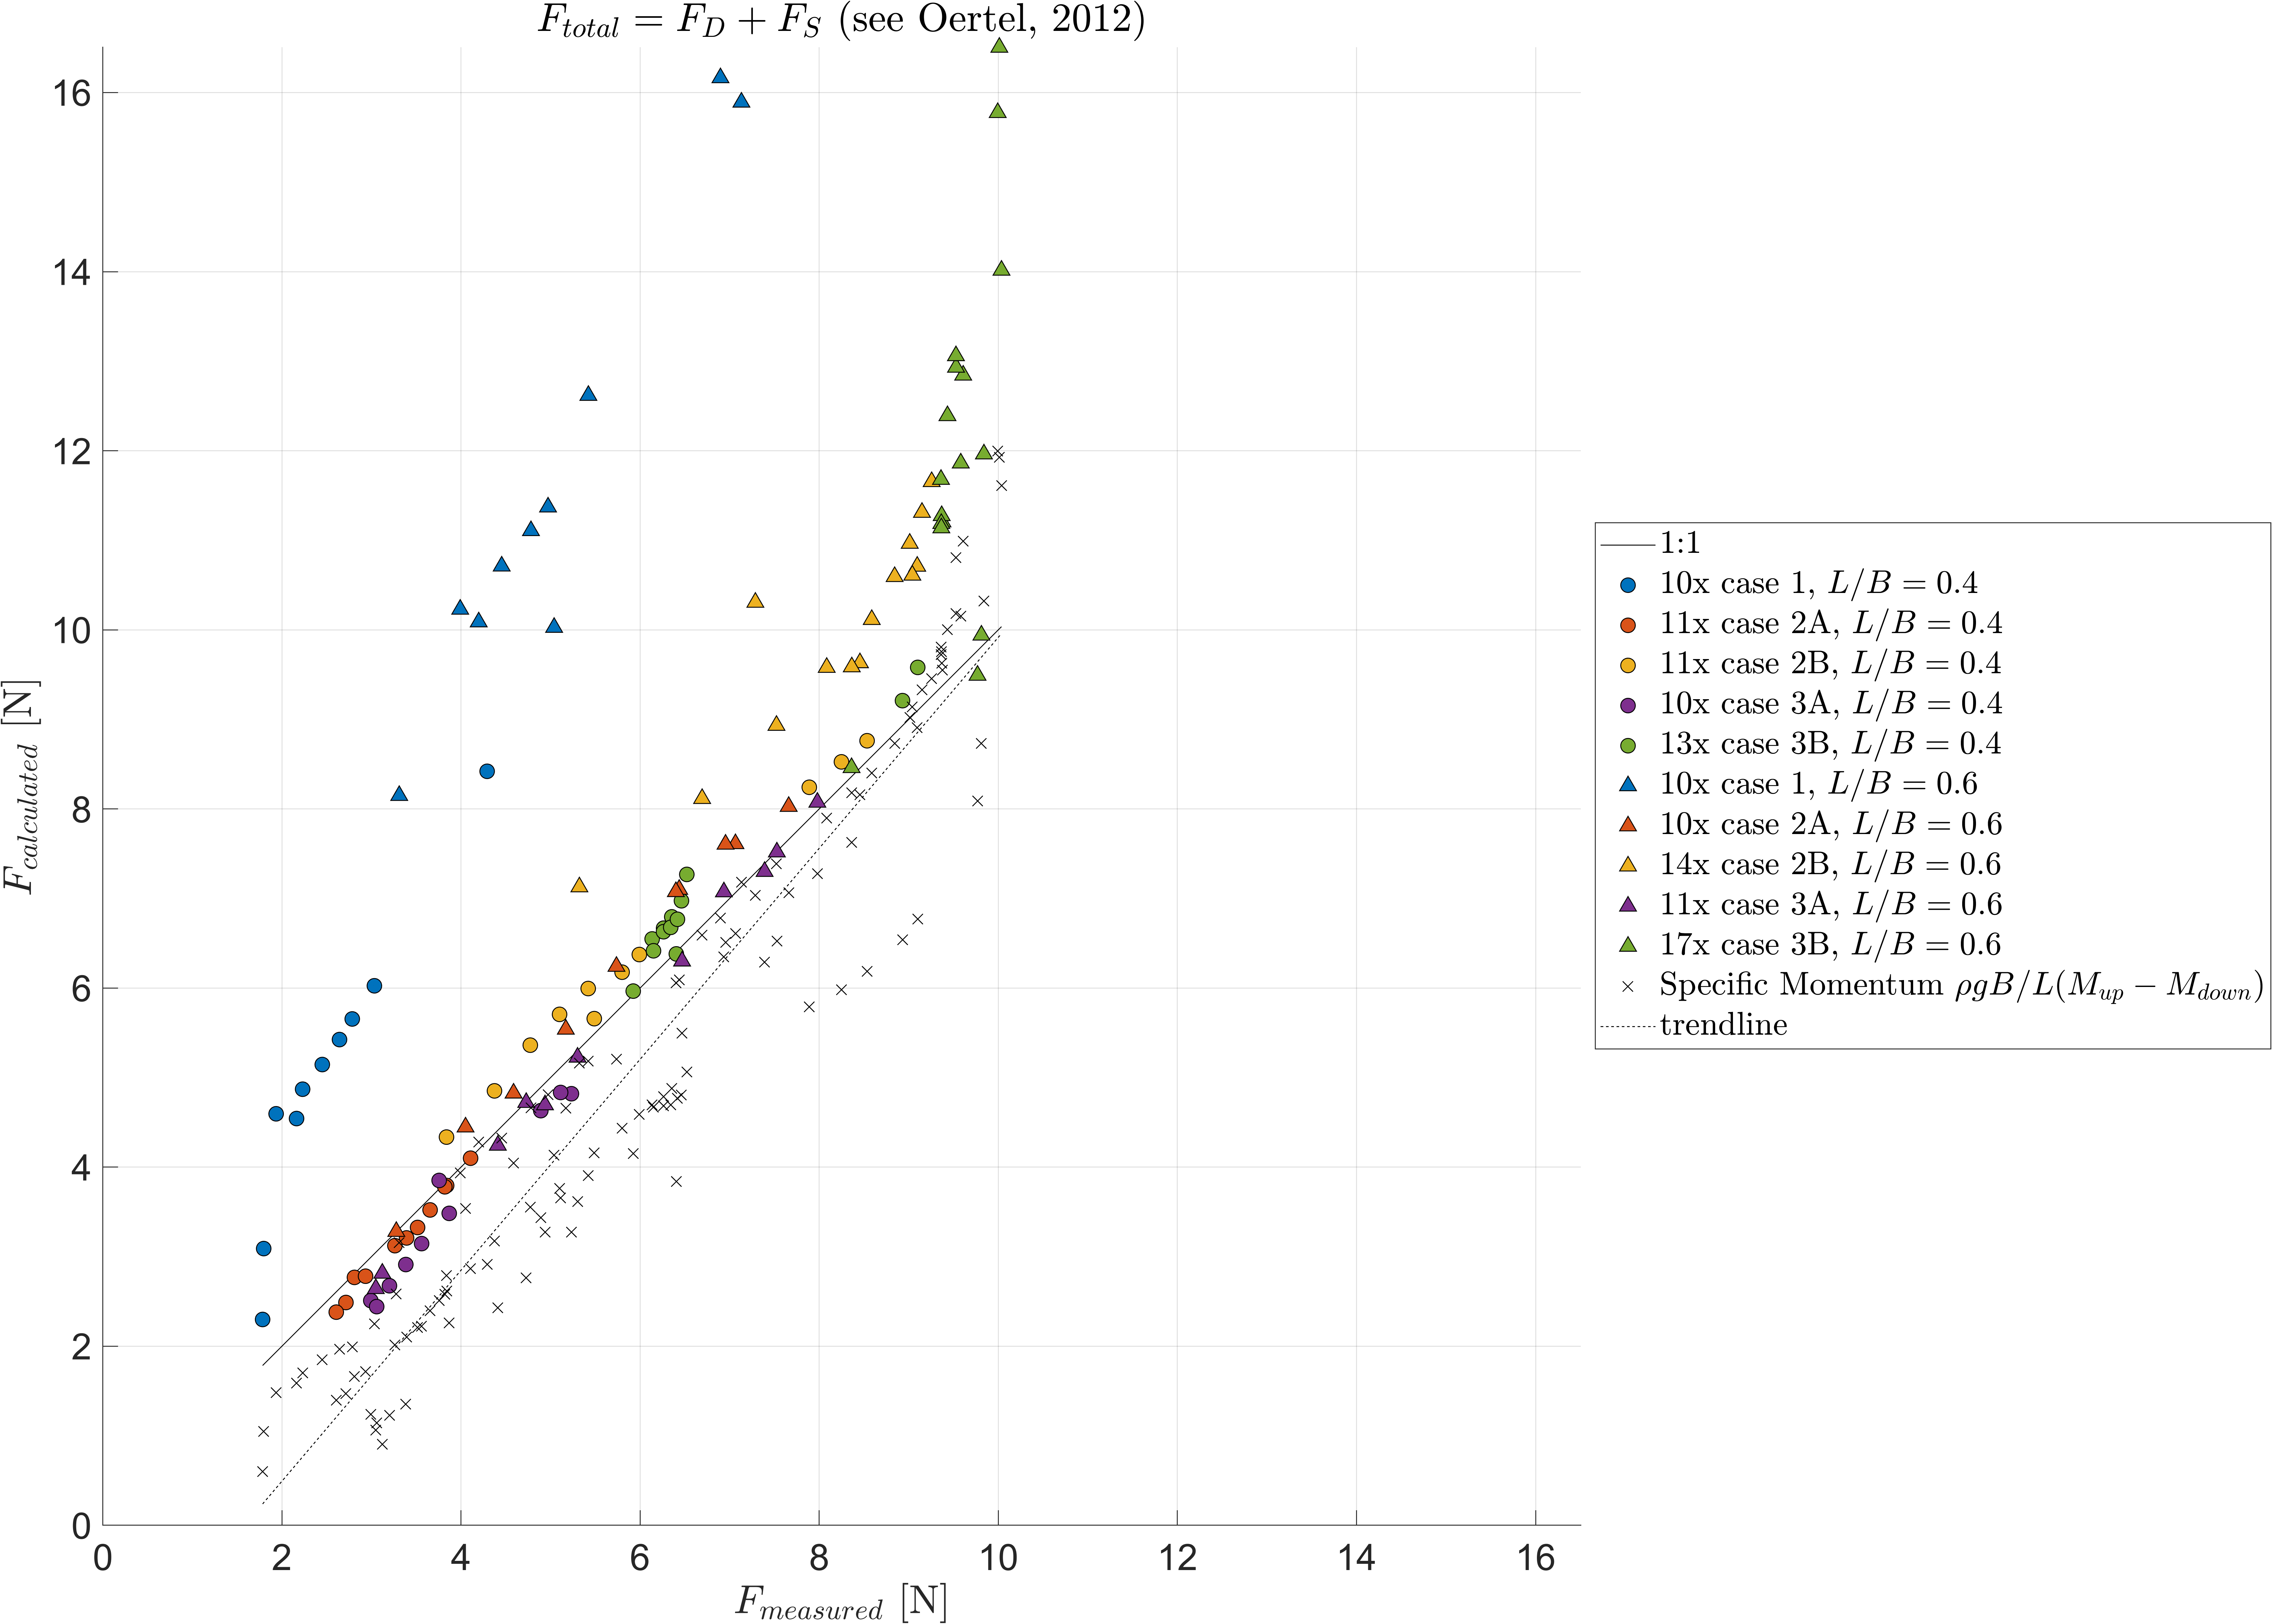 F_total = F_D + F_S (see Oertel, 2012)
16
14
12
10
8
6
4
2
0
F_calculated [N]
0 2 4 6 8 10 12 14 16
F_measured [N]
1:1
10x case 1, L/B = 0.4
11x case 2A, L/B = 0.4
11x case 2B, L/B = 0.4
10x case 3A, L/B = 0.4
13x case 3B, L/B = 0.4
10x case 1, L/B = 0.6
10x case 2A, L/B = 0.6
14x case 2B, L/B = 0.6
11x case 3A, L/B = 0.6
17x case 3B, L/B = 0.6
Specific Momentum ρgB/L(M_up − M_down)
trendline